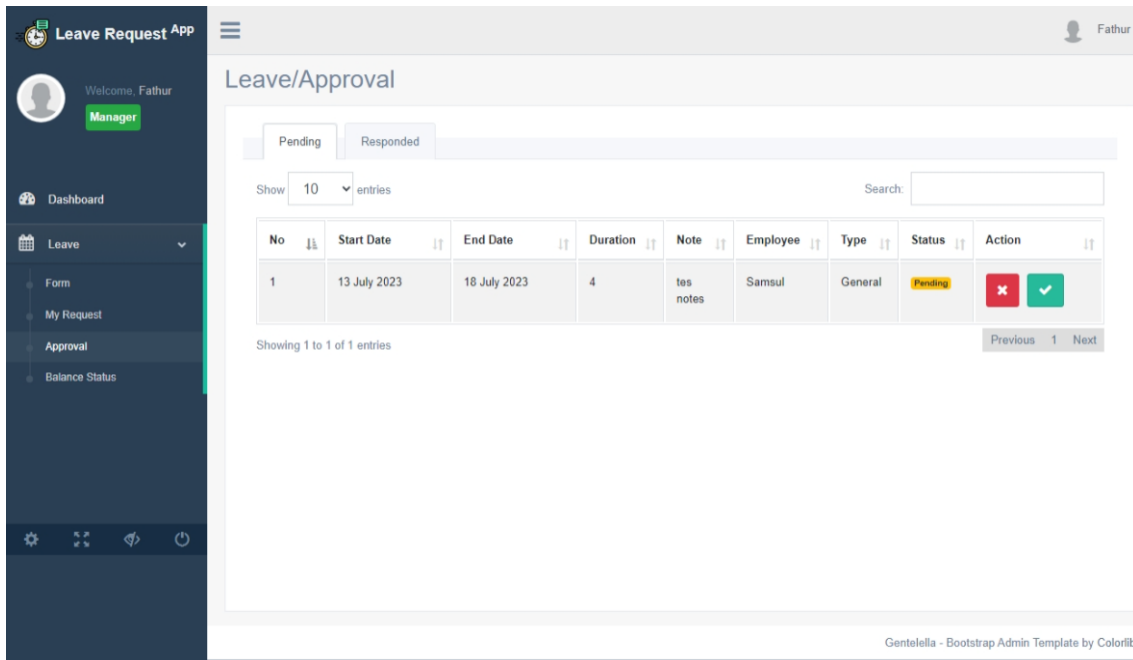 Leave Request App
Fathur
Welcome, Fathur
Manager
Dashboard
Leave
Form
My Request
Approval
Balance Status
Leave/Approval
Pending Responded
Show 10 entries Search:
No Start Date End Date Duration Note Employee Type Status Action
1 13 July 2023 18 July 2023 4 tes Samsul General Pending
notes
Showing 1 to 1 of 1 entries Previous 1 Next
Gentelella - Bootstrap Admin Template by Colorlib